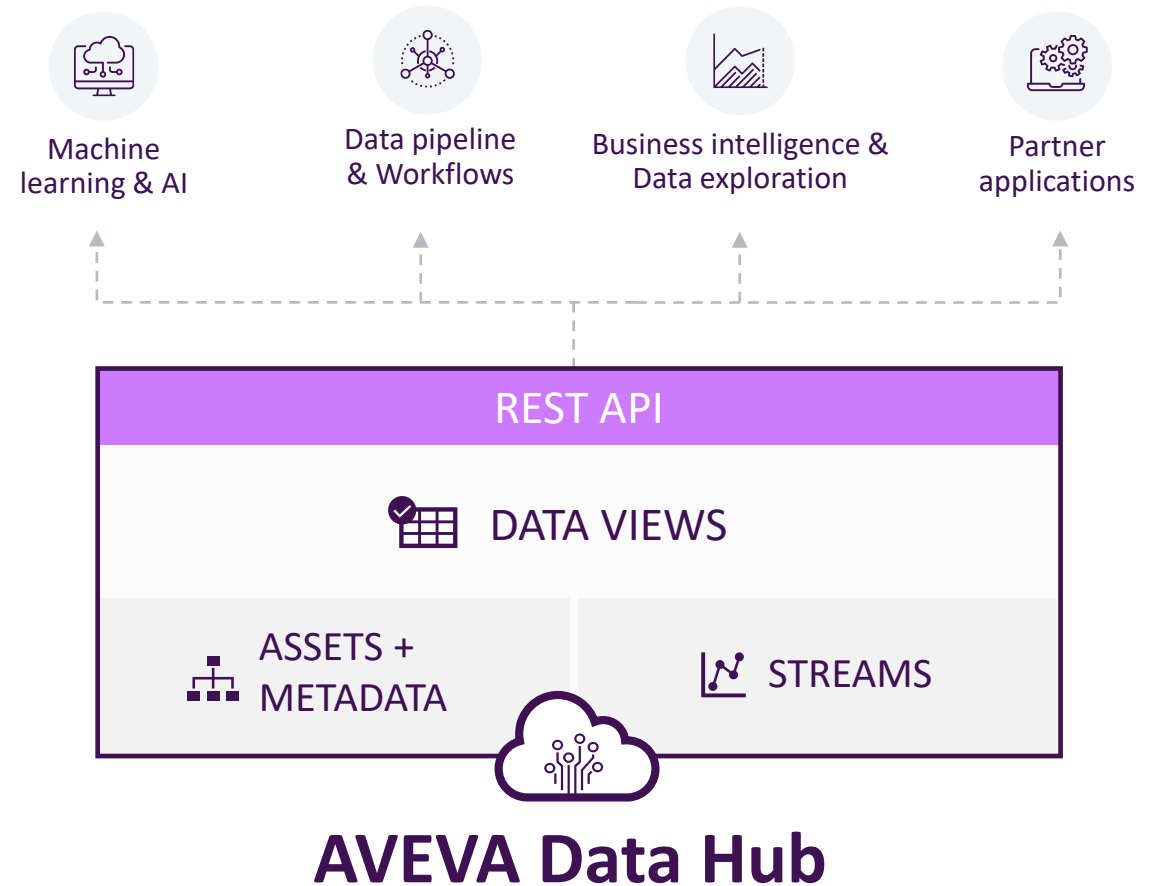 Machine
learning & AI
Data pipeline
& Workflows
Business intelligence &
Data exploration
Partner
applications
REST API
DATA VIEWS
ASSETS +
METADATA
STREAMS
AVEVA Data Hub